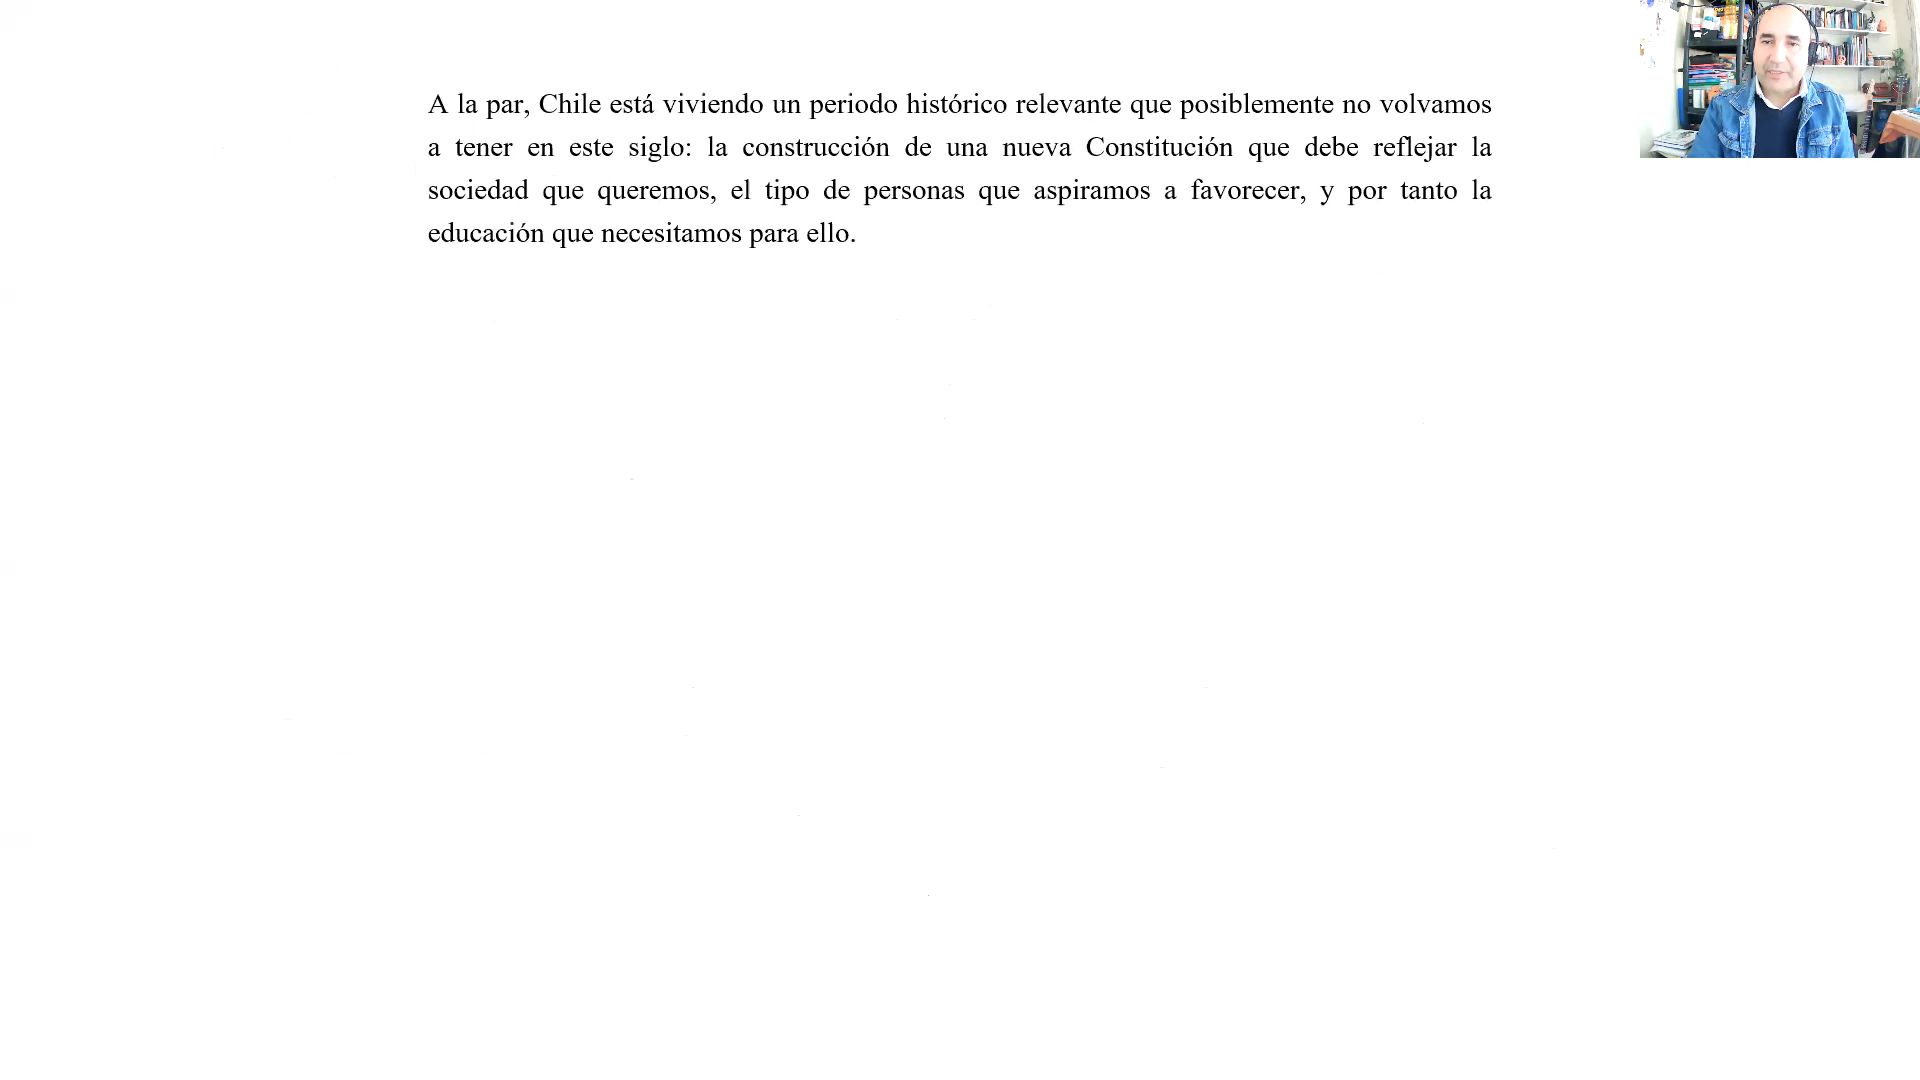 A la par, Chile está viviendo un periodo histórico relevante que posiblemente no volvamos
a tener en este siglo: la construcción de una nueva Constitución que debe reflejar la
sociedad que queremos, el tipo de personas que aspiramos a favorecer, y por tanto la
educación que necesitamos para ello.